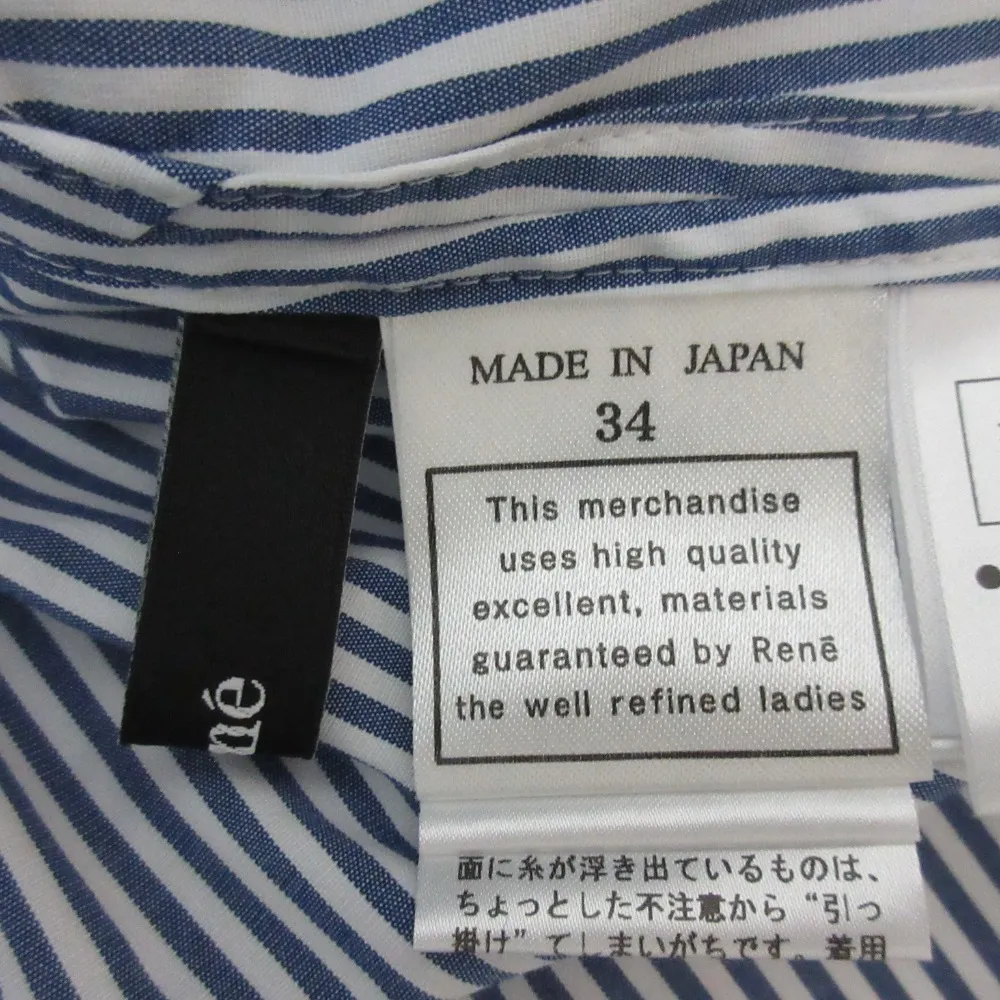 MADE IN JAPAN
34
This merchandise
uses high quality
excellent, materials
guaranteed by Renē
the well refined ladies
né
面に糸が浮き出ているものは、
ちょっとした不注意から“引っ
掛け”てしまいがちです。着用